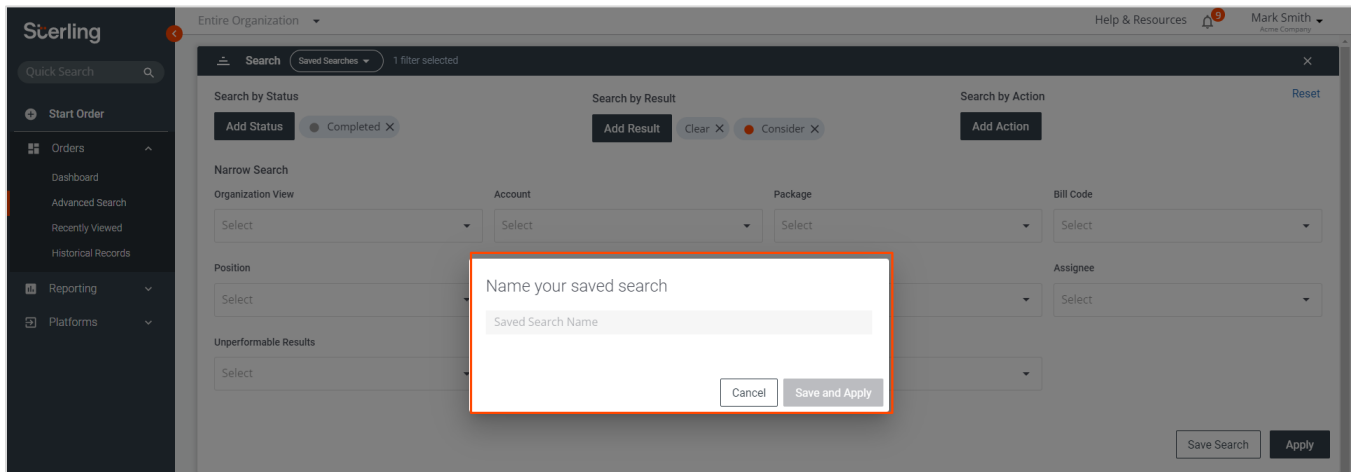 Sterling
Quick Search
Start Order
Orders
Dashboard
Advanced Search
Recently Viewed
Historical Records
Reporting
Platforms
Entire Organization
Help & Resources
9
Mark Smith
Acme Company
Search
Saved Searches
1 filter selected
Search by Status
Search by Result
Search by Action
Reset
Add Status
Completed
Add Result
Clear
Consider
Add Action
Narrow Search
Organization View
Account
Package
Bill Code
Select
Select
Select
Select
Position
Assignee
Select
Select
Unperformable Results
Select
Name your saved search
Saved Search Name
Cancel
Save and Apply
Save Search
Apply